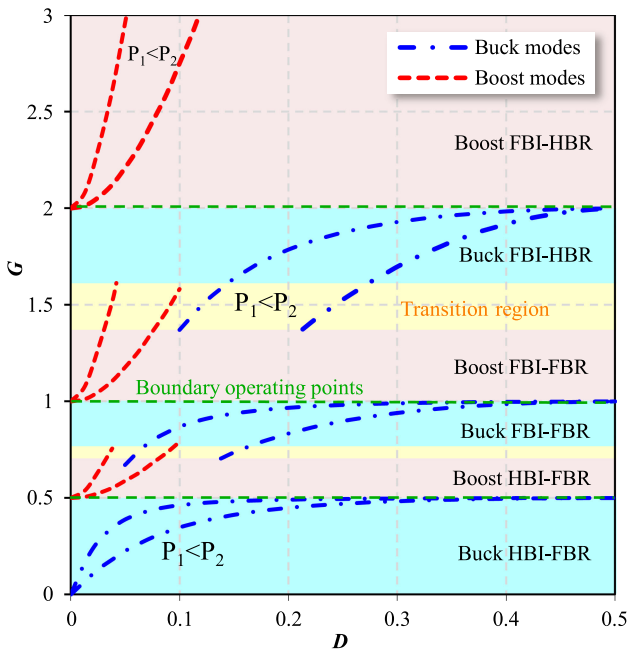 3
P1<P2
Buck modes
Boost modes
2.5
Boost FBI-HBR
2
Buck FBI-HBR
G
1.5
P1<P2
Transition region
Boost FBI-FBR
Boundary operating points
1
Buck FBI-FBR
Boost HBI-FBR
0.5
P1<P2
Buck HBI-FBR
0
0
0.1
0.2
0.3
0.4
0.5
D